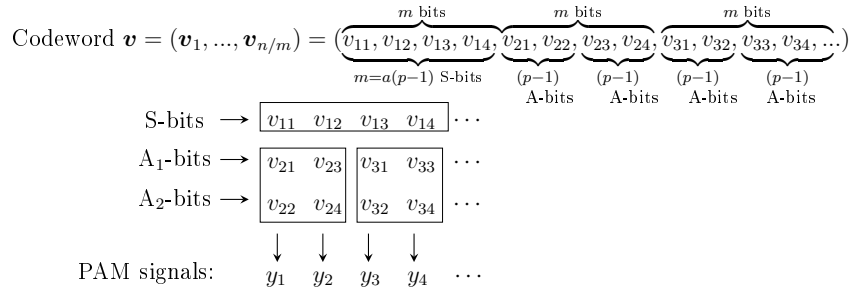 m bits m bits m bits
Codeword v = (v₁, ..., vₙ/ₘ) = (v₁₁, v₁₂, v₁₃, v₁₄, v₂₁, v₂₂, v₂₃, v₂₄, v₃₁, v₃₂, v₃₃, v₃₄, ...)
m=a(p−1) S-bits (p−1) (p−1) (p−1) (p−1)
A-bits A-bits A-bits A-bits
S-bits → v₁₁ v₁₂ v₁₃ v₁₄ ⋯
A₁-bits → v₂₁ v₂₃ v₃₁ v₃₃ ⋯
A₂-bits → v₂₂ v₂₄ v₃₂ v₃₄ ⋯
↓ ↓ ↓ ↓
PAM signals: y₁ y₂ y₃ y₄ ⋯